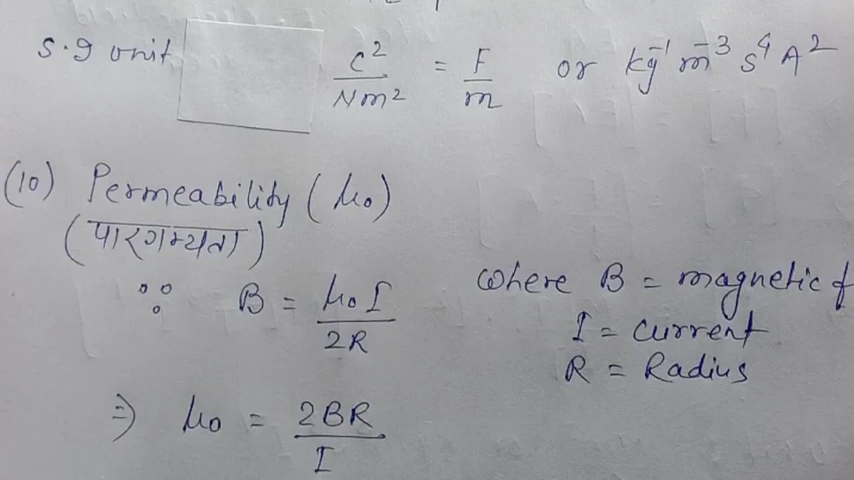 S.I unit C²/Nm² = F/m or kg⁻¹ m⁻³ s⁴ A²
(10) Permeability (μ₀)
(पारगम्यता)
∵ B = μ₀I/2R
where B = magnetic f
I = current
R = Radius
⇒ μ₀ = 2BR/I